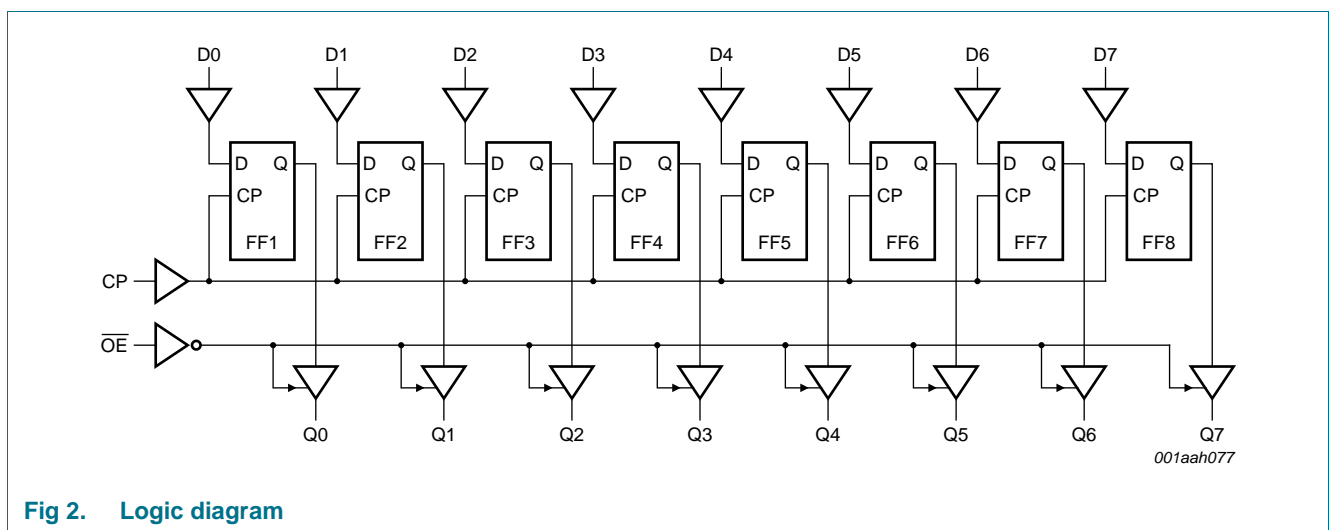 D0 D1 D2 D3 D4 D5 D6 D7
D Q D Q D Q D Q D Q D Q D Q D Q
CP CP CP CP CP CP CP CP
FF1 FF2 FF3 FF4 FF5 FF6 FF7 FF8
CP
O̅E̅
Q0 Q1 Q2 Q3 Q4 Q5 Q6 Q7
001aah077
Fig 2. Logic diagram